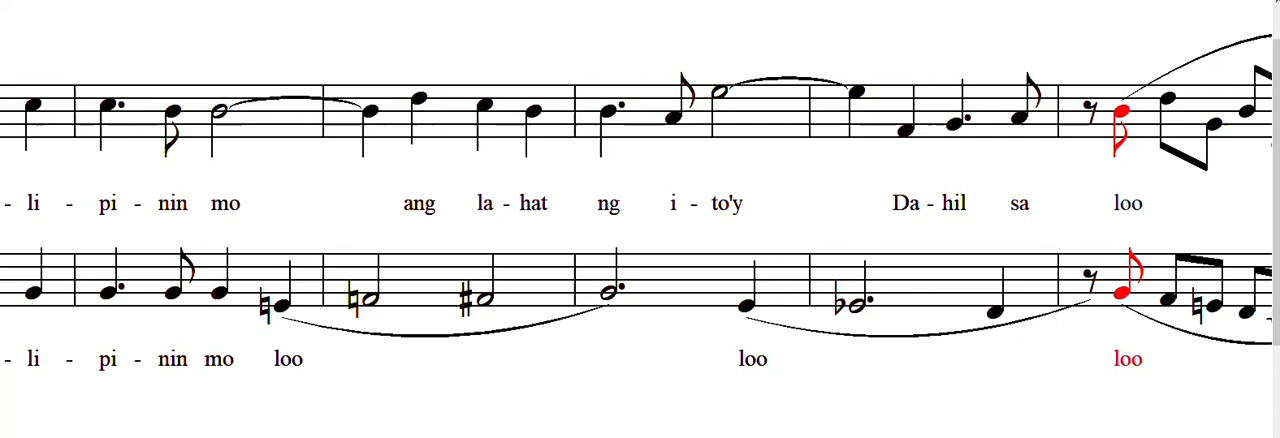 - li - pi - nin mo ang la - hat ng i - to'y Da - hil sa loo
- li - pi - nin mo loo loo loo